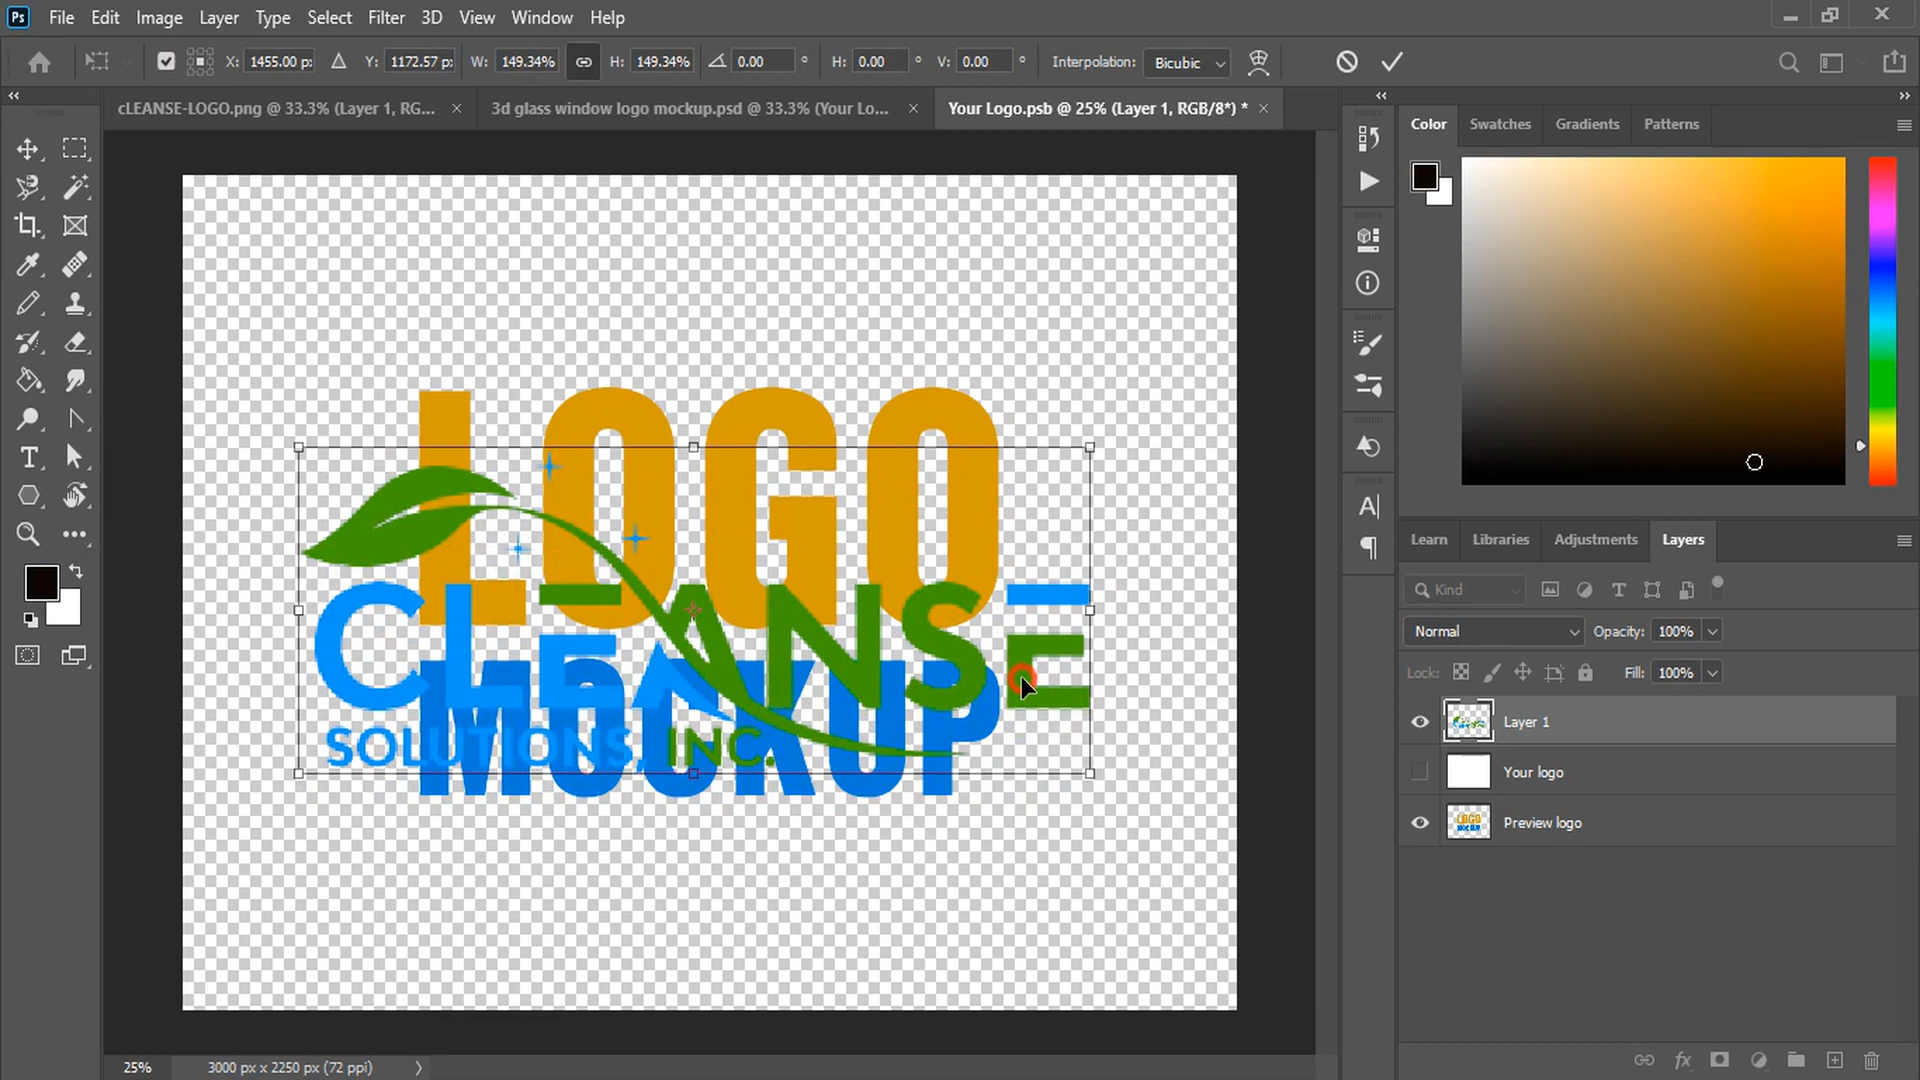 Ps File Edit Image Layer Type Select Filter 3D View Window Help
X: 1455.00 px Y: 1172.57 px W: 149.34% H: 149.34% 0.00 ° H: 0.00 ° V: 0.00 ° Interpolation: Bicubic
cLEANSE-LOGO.png @ 33.3% (Layer 1, RG... × 3d glass window logo mockup.psd @ 33.3% (Your Lo... × Your Logo.psb @ 25% (Layer 1, RGB/8*) * ×
Color Swatches Gradients Patterns
LOGO
CLEANSE
MOCKUP
SOLUTIONS, INC.
Learn Libraries Adjustments Layers
Kind
Normal Opacity: 100%
Lock: Fill: 100%
Layer 1
Your logo
Preview logo
25% 3000 px x 2250 px (72 ppi)